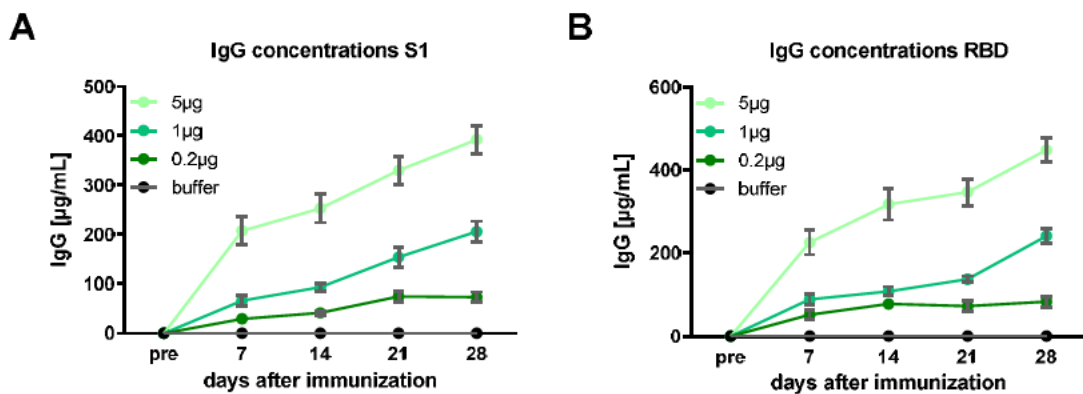 A
IgG concentrations S1
5µg
1µg
0.2µg
buffer
IgG [µg/mL]
500
400
300
200
100
0
pre 7 14 21 28
days after immunization
B
IgG concentrations RBD
5µg
1µg
0.2µg
buffer
IgG [µg/mL]
600
400
200
0
pre 7 14 21 28
days after immunization